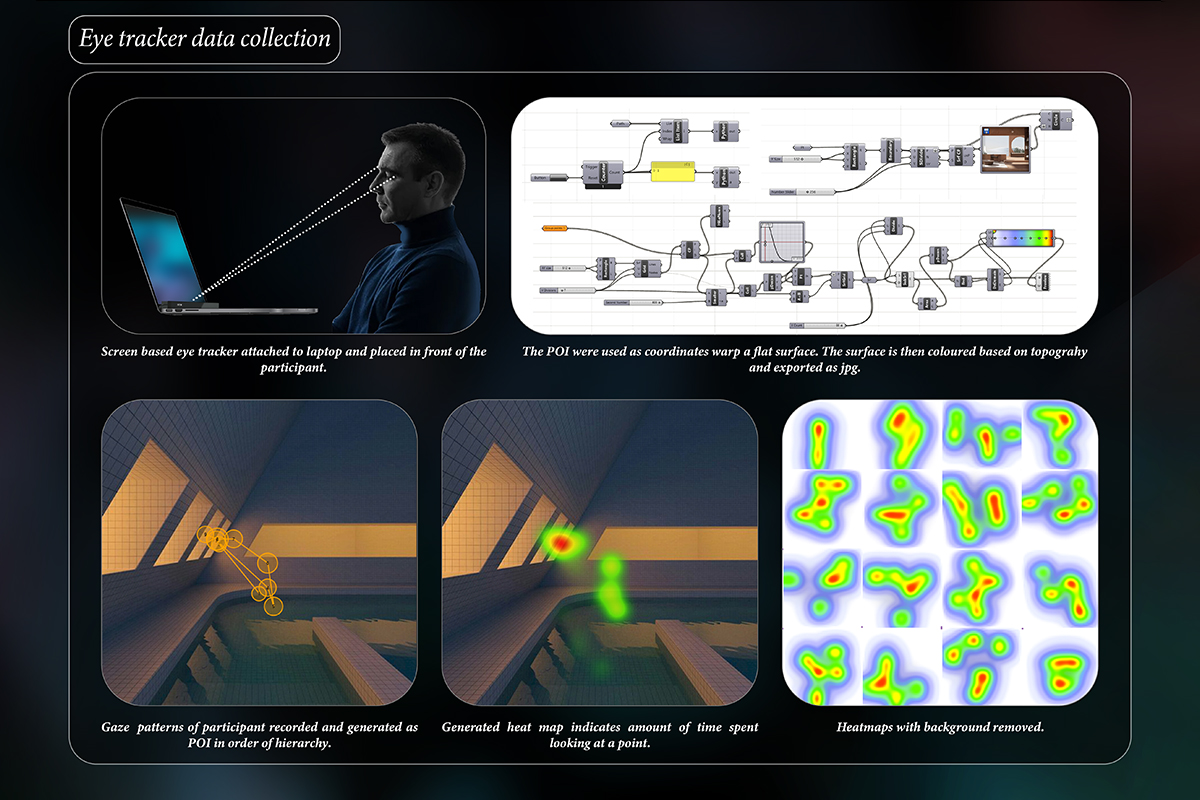 Eye tracker data collection
Screen based eye tracker attached to laptop and placed in front of the
participant.
The POI were used as coordinates warp a flat surface. The surface is then coloured based on topograhy
and exported as jpg.
Gaze patterns of participant recorded and generated as
POI in order of hierarchy.
Generated heat map indicates amount of time spent
looking at a point.
Heatmaps with background removed.